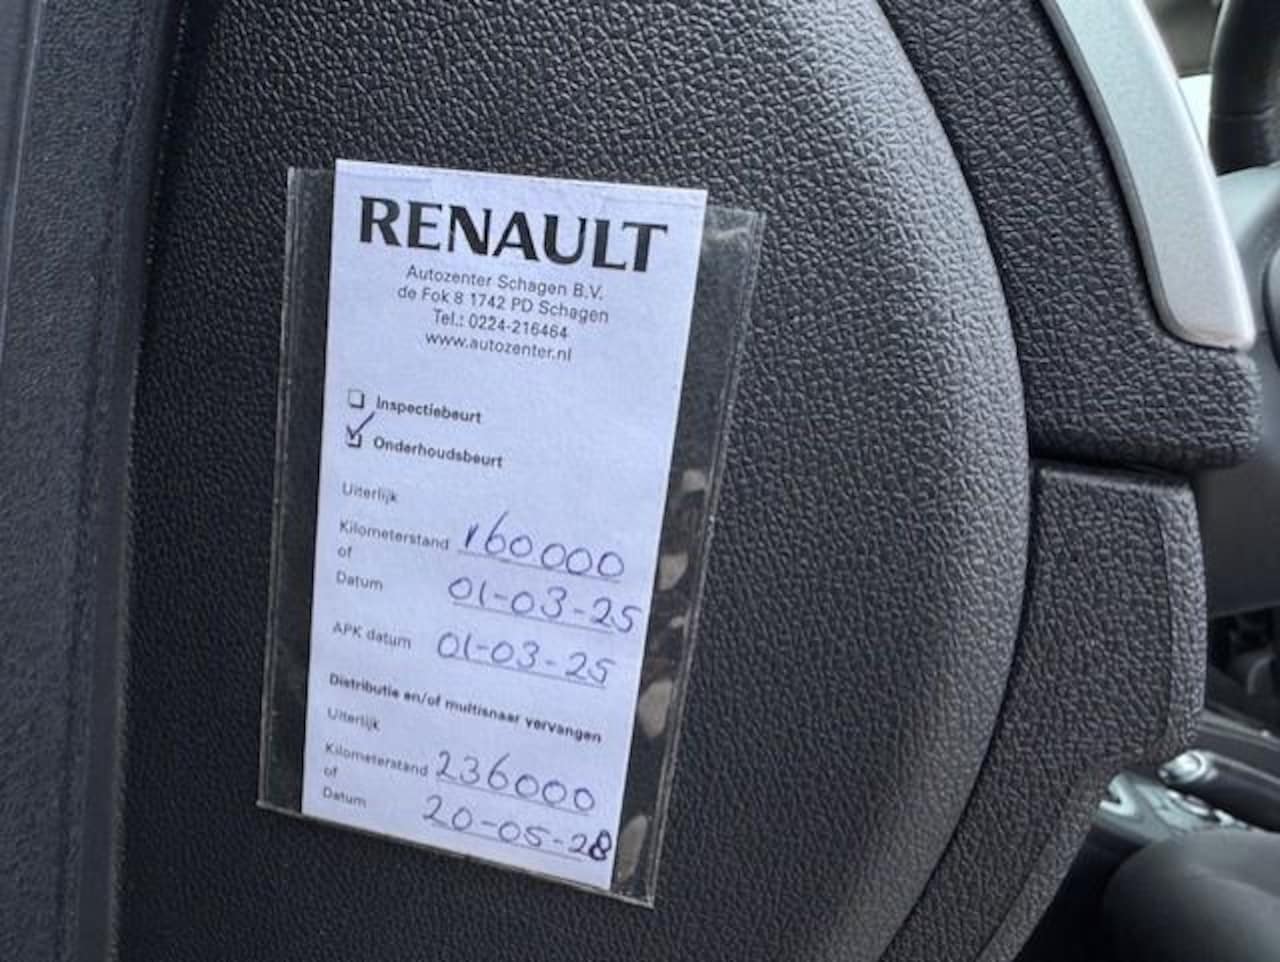 RENAULT
Autozenter Schagen B.V.
de Fok 8 1742 PD Schagen
Tel.: 0224-216464
www.autozenter.nl
Inspectiebeurt
Onderhoudsbeurt
Uiterlijk
Kilometerstand 160000
of
Datum 01-03-25
APK datum 01-03-25
Distributie en/of multisnaar vervangen
Uiterlijk
Kilometerstand 236000
of
Datum 20-05-28